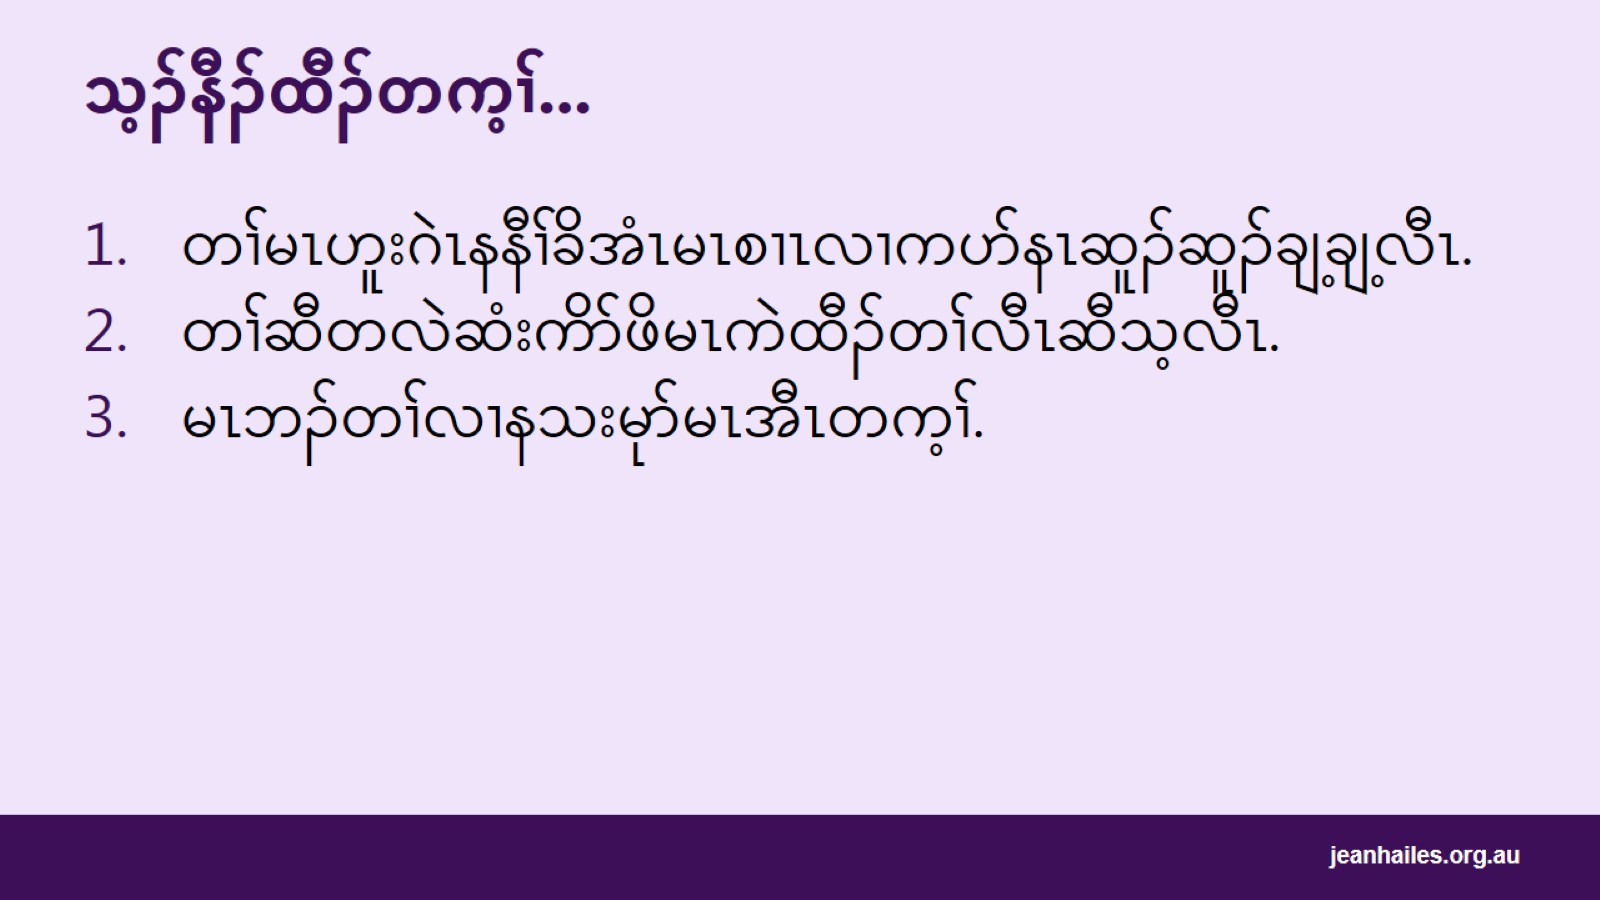 သ့ၣ်နီၣ်ထီၣ်တက့ၢ်...
1. တၢ်မၤဟူးဂဲၤနနီၢ်ခိအံၤမၤစၢၤလၢကဟ်နၤဆူၣ်ဆူၣ်ချ့ချ့လီၤ.
2. တၢ်ဆီတလဲဆံးကိာ်ဖိမၤကဲထီၣ်တၢ်လီၤဆီသ့လီၤ.
3. မၤဘၣ်တၢ်လၢနသးမုာ်မၤအီၤတက့ၢ်.
jeanhailes.org.au